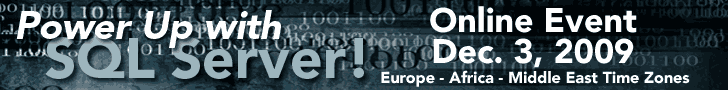 Power Up with
SQL Server!
Online Event
Dec. 3, 2009
Europe - Africa - Middle East Time Zones